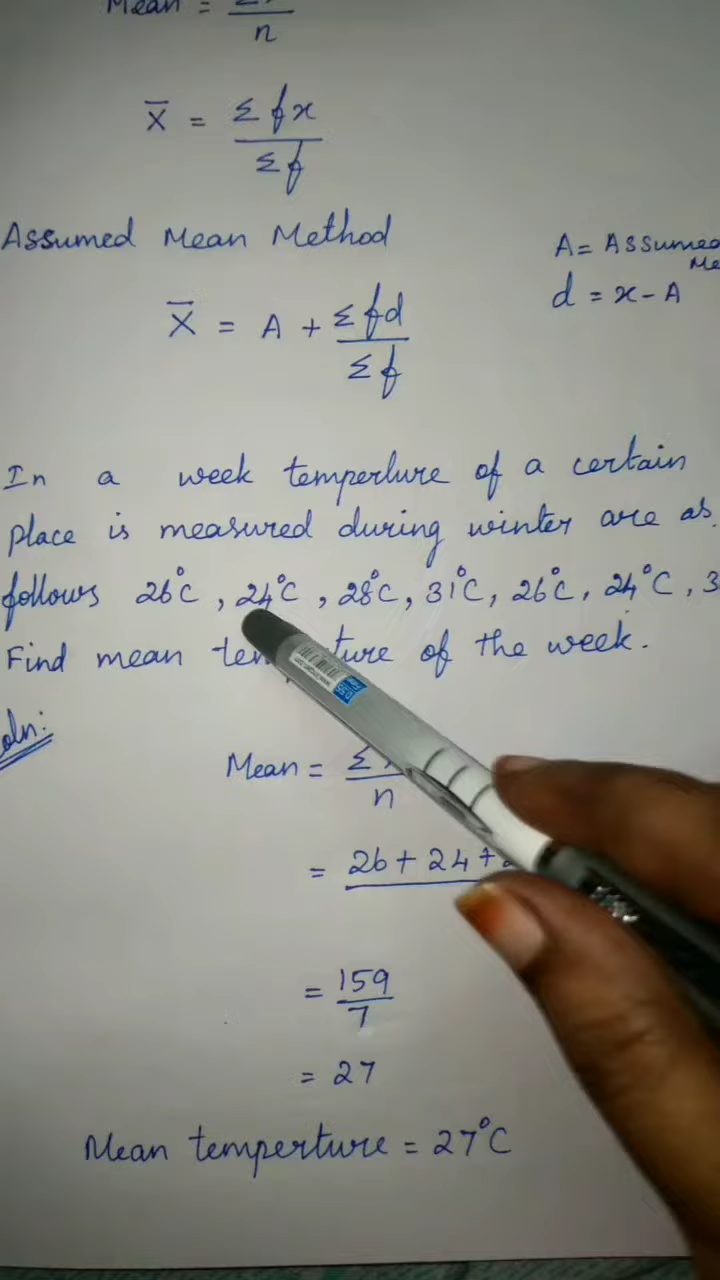 Mean =
n
X̄ = Σfx
Σf
Assumed Mean Method
A = Assumed
d = x - A
X̄ = A + Σfd
Σf
In a week temperlure of a certain
place is measured during winter are as
follows 26°C , 24°C , 28°C , 31°C , 26°C , 24°C , 3
Find mean of the week.
Mean = Σ
n
= 26 + 24 +
= 159
7
= 27
Mean temperture = 27°C